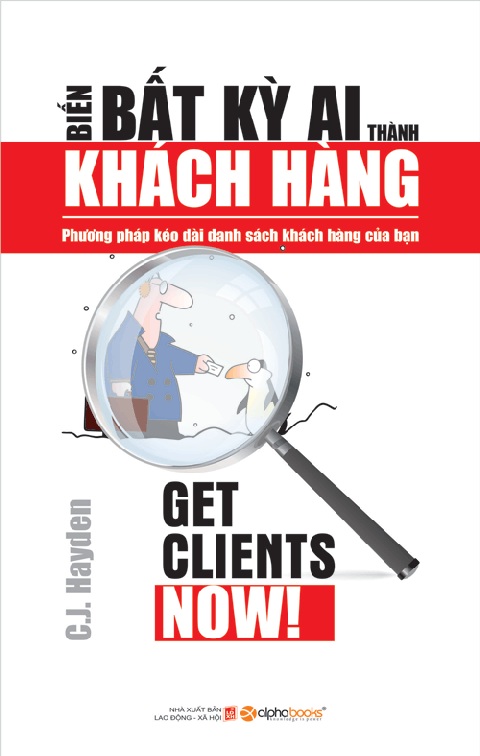 BIẾN BẤT KỲ AI THÀNH
KHÁCH HÀNG
Phương pháp kéo dài danh sách khách hàng của bạn
C.J. Hayden
GET
CLIENTS
NOW!
NHÀ XUẤT BẢN
LAO ĐỘNG - XÃ HỘI
alphabooks®
knowledge is power